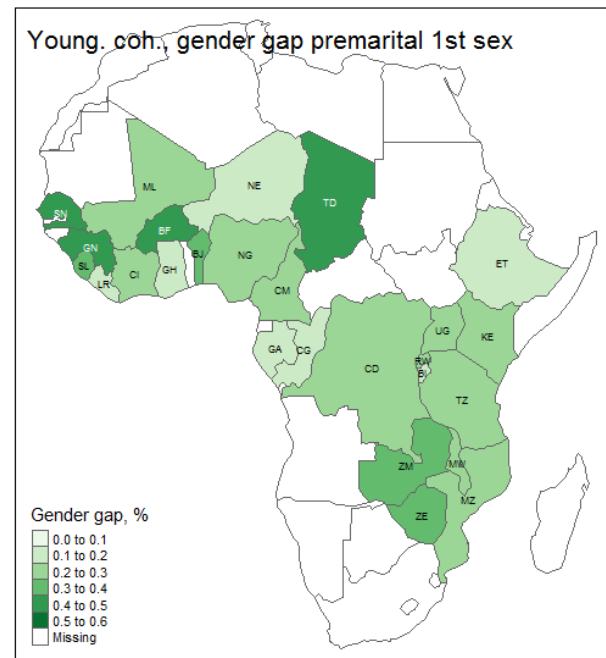 Young. coh., gender gap premarital 1st sex
ML
NE
TD
SN
BF
GN
BJ
NG
SL
CI
GH
LR
ET
CM
UG
KE
GA
CG
RW
BI
CD
TZ
ZM
MW
MZ
ZE
Gender gap, %
0.0 to 0.1
0.1 to 0.2
0.2 to 0.3
0.3 to 0.4
0.4 to 0.5
0.5 to 0.6
Missing